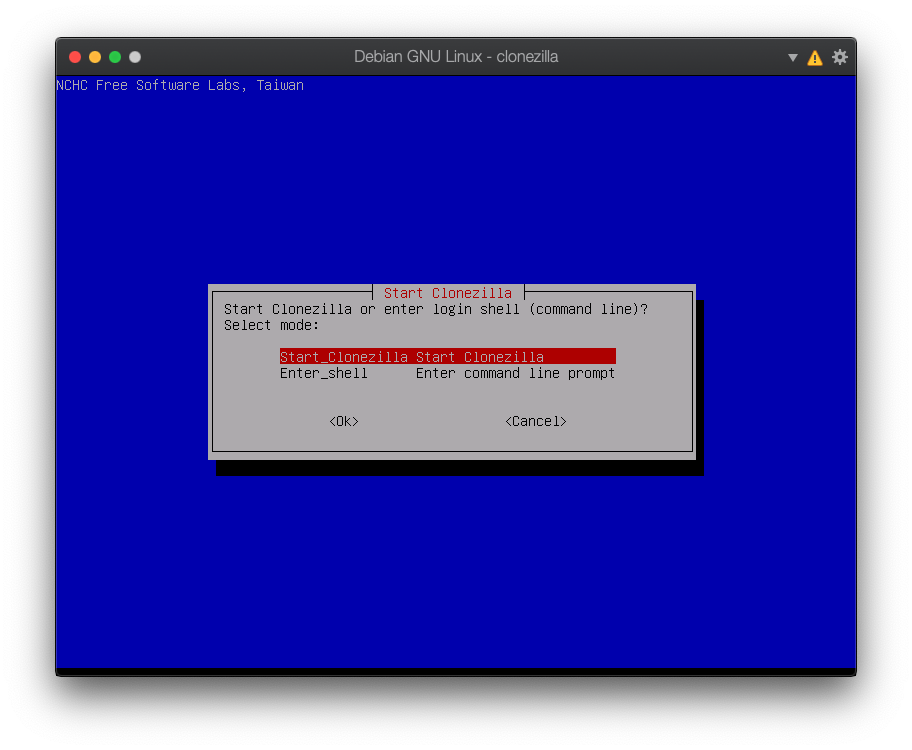 Debian GNU Linux - clonezilla
NCHC Free Software Labs, Taiwan
Start Clonezilla
Start Clonezilla or enter login shell (command line)?
Select mode:
Start_Clonezilla Start Clonezilla
Enter_shell Enter command line prompt
<Ok> <Cancel>